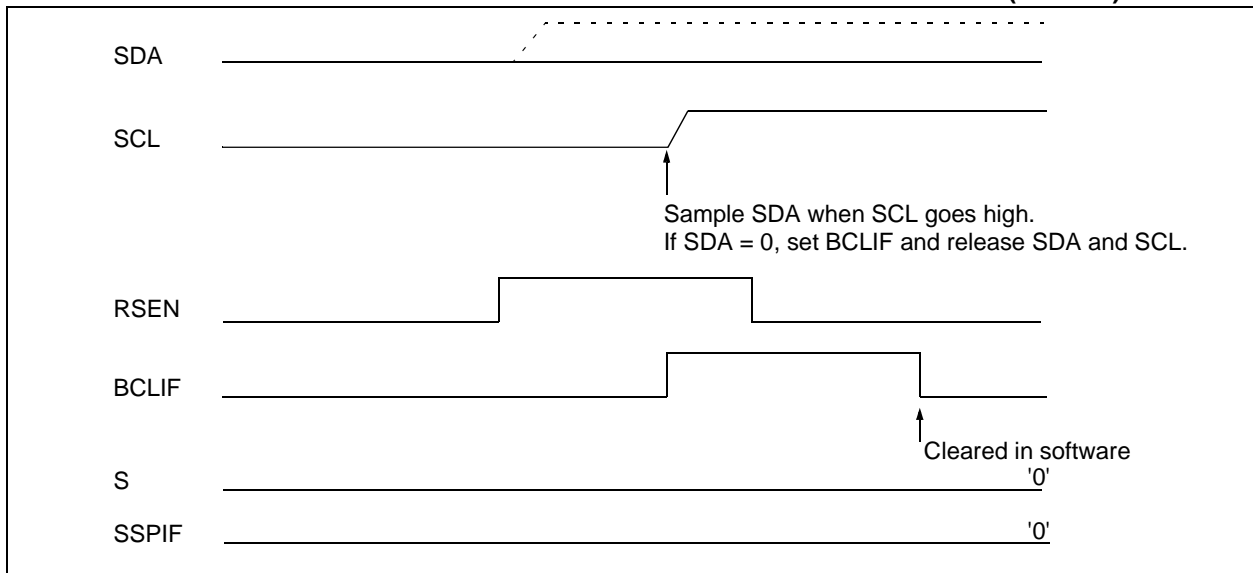 SDA
SCL
Sample SDA when SCL goes high.
If SDA = 0, set BCLIF and release SDA and SCL.
RSEN
BCLIF
Cleared in software
S
'0'
SSPIF
'0'